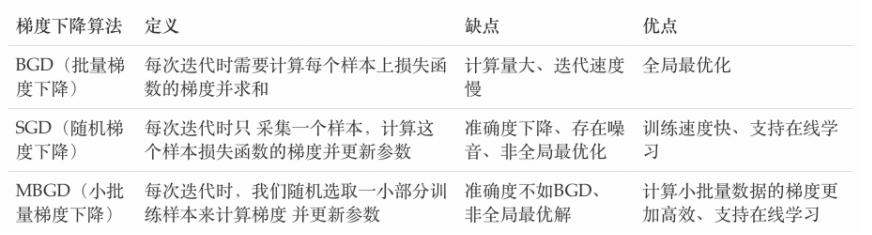 梯度下降算法 定义 缺点 优点
BGD（批量梯 每次迭代时需要计算每个样本上损失函 计算量大、迭代速度 全局最优化
度下降） 数的梯度并求和 慢
SGD（随机梯 每次迭代时只 采集一个样本，计算这 准确度下降、存在噪 训练速度快、支持在线学
度下降） 个样本损失函数的梯度并更新参数 音、非全局最优化 习
MBGD（小批 每次迭代时，我们随机选取一小部分训 准确度不如BGD、 计算小批量数据的梯度更
量梯度下降） 练样本来计算梯度 并更新参数 非全局最优解 加高效、支持在线学习